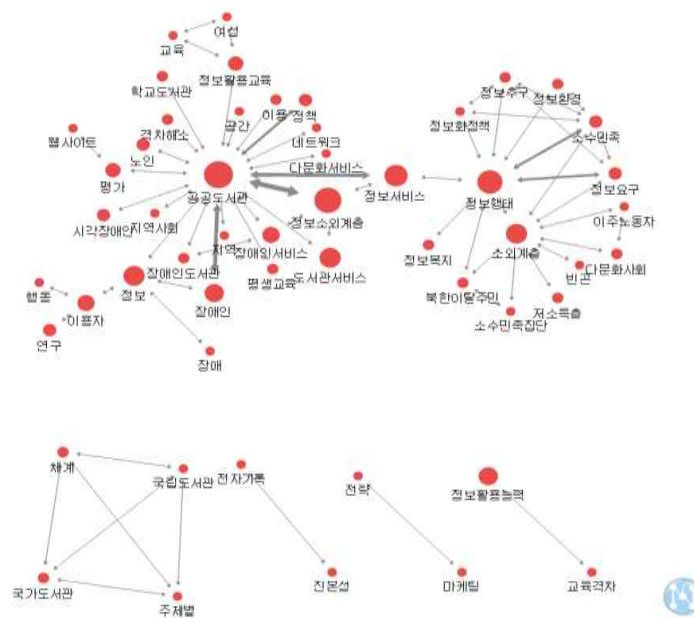 여성
교육
정보활용교육
학교도서관
이용
정책
공간
격차해소
네트워크
웹사이트
노인
다문화서비스
평가
공공도서관
정보서비스
정보소외계층
시각장애인
지역사회
지역
장애인서비스
장애인도서관
평생교육
도서관서비스
행동
정보
이용자
장애인
연구
장애
정보추구
정보환경
정보화정책
소수민족
정보행태
정보요구
이주노동자
소외계층
정보복지
다문화사회
빈곤
북한이탈주민
저소득층
소수민족집단
체계
국립도서관
전자기록
전략
정보활용능력
국가도서관
주제별
진본성
마케팅
교육격차